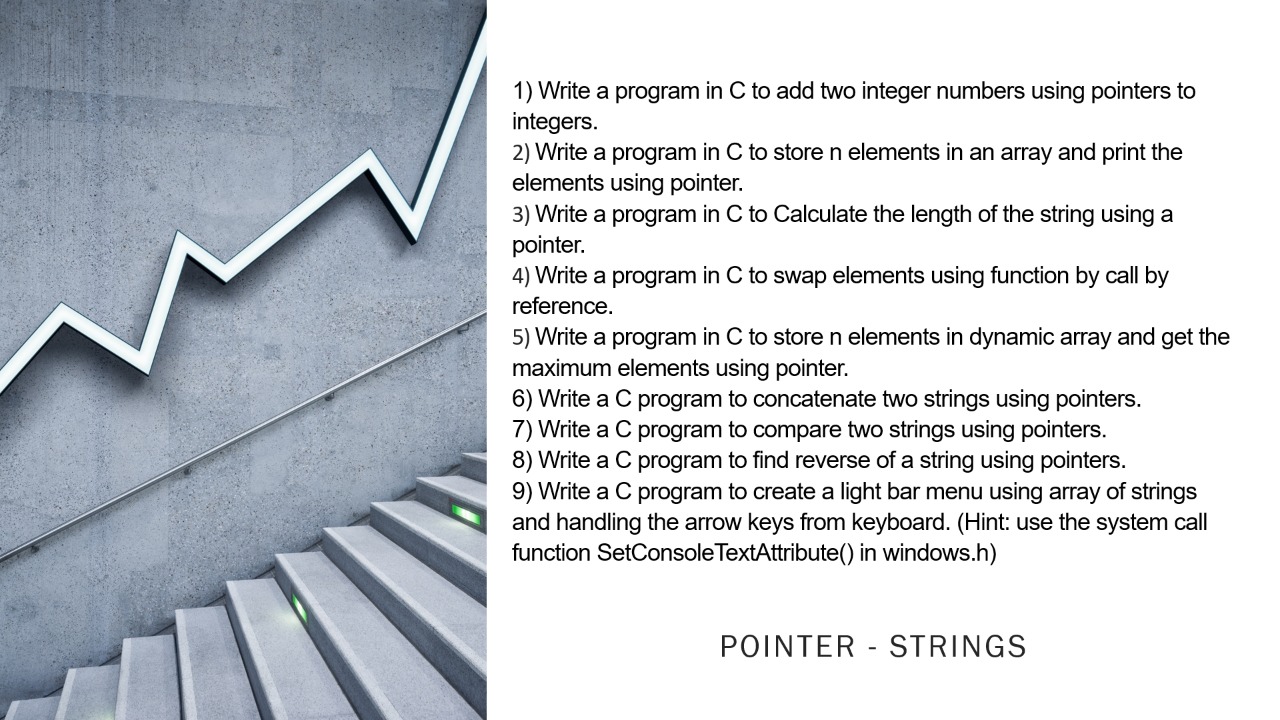 1) Write a program in C to add two integer numbers using pointers to
integers.
2) Write a program in C to store n elements in an array and print the
elements using pointer.
3) Write a program in C to Calculate the length of the string using a
pointer.
4) Write a program in C to swap elements using function by call by
reference.
5) Write a program in C to store n elements in dynamic array and get the
maximum elements using pointer.
6) Write a C program to concatenate two strings using pointers.
7) Write a C program to compare two strings using pointers.
8) Write a C program to find reverse of a string using pointers.
9) Write a C program to create a light bar menu using array of strings
and handling the arrow keys from keyboard. (Hint: use the system call
function SetConsoleTextAttribute() in windows.h)
POINTER - STRINGS